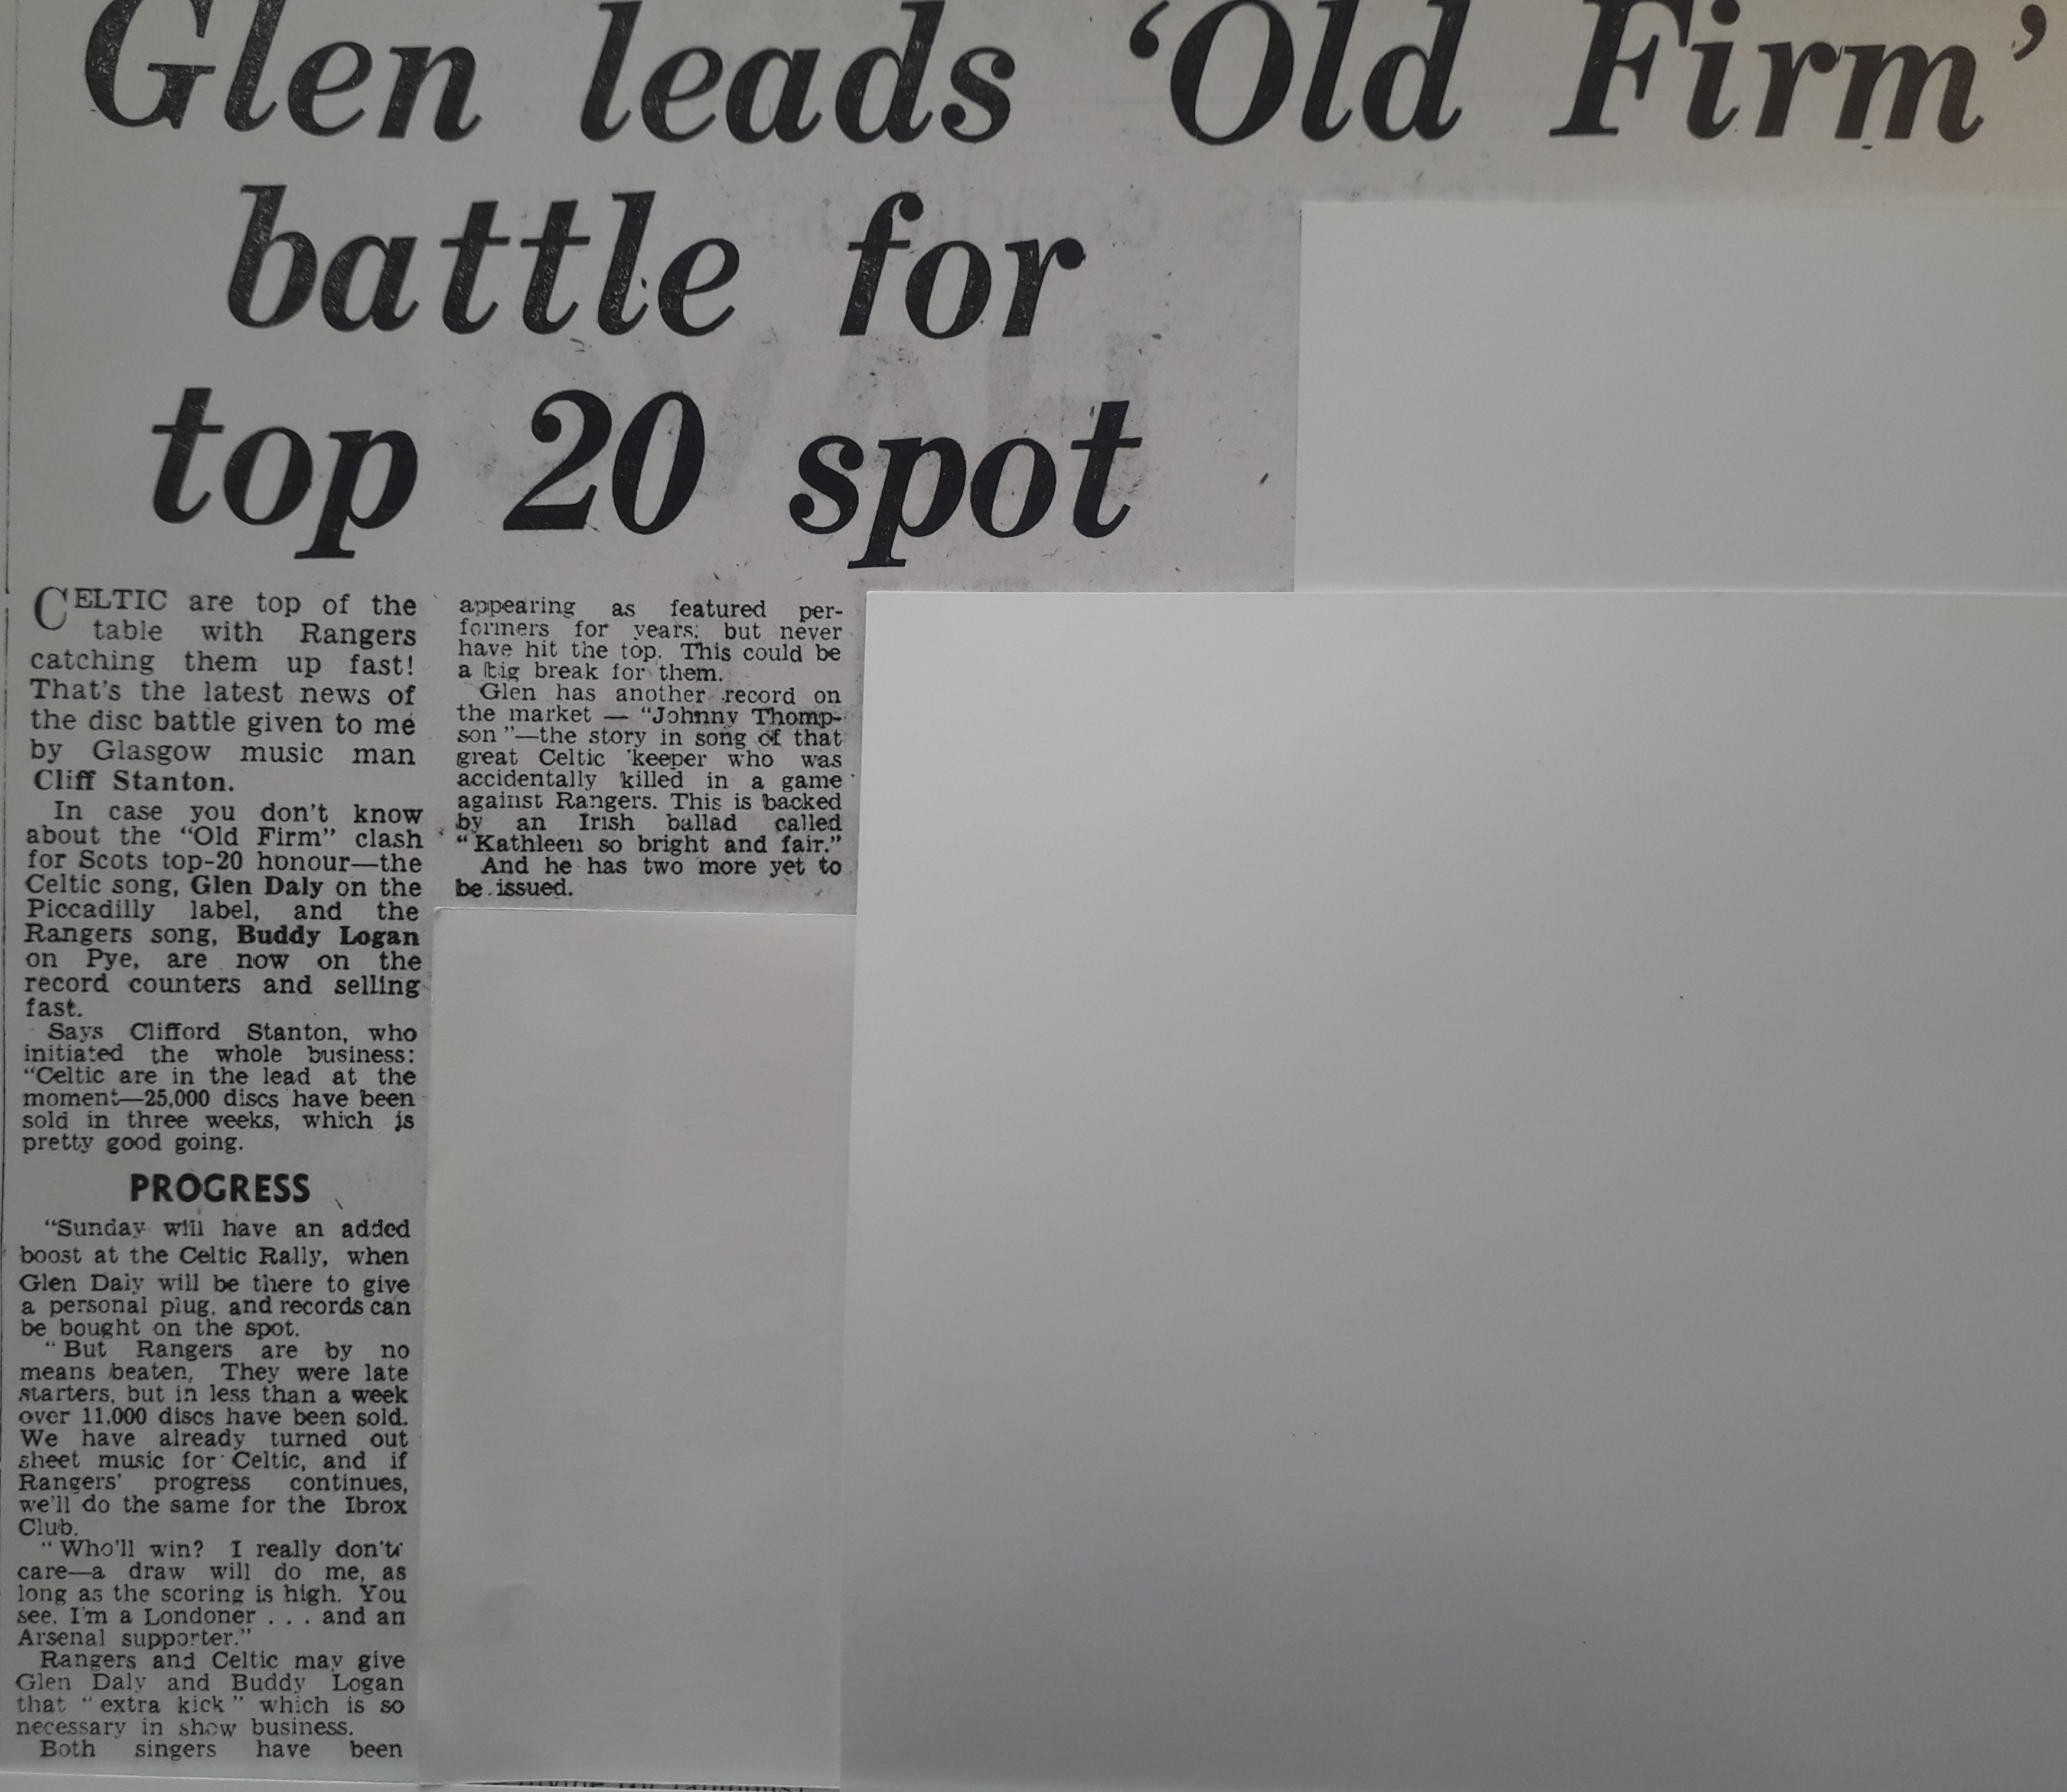 Glen leads ‘Old Firm’
battle for
top 20 spot
CELTIC are top of the
table with Rangers
catching them up fast!
That's the latest news of
the disc battle given to me
by Glasgow music man
Cliff Stanton.
In case you don't know
about the “Old Firm” clash
for Scots top-20 honour—the
Celtic song, Glen Daly on the
Piccadilly label, and the
Rangers song, Buddy Logan
on Pye, are now on the
record counters and selling
fast.
Says Clifford Stanton, who
initiated the whole business:
“Celtic are in the lead at the
moment—25,000 discs have been
sold in three weeks, which is
pretty good going.
PROGRESS
“Sunday will have an added
boost at the Celtic Rally, when
Glen Daly will be there to give
a personal plug. and records can
be bought on the spot.
“But Rangers are by no
means beaten. They were late
starters, but in less than a week
over 11,000 discs have been sold.
We have already turned out
sheet music for Celtic, and if
Rangers' progress continues,
we'll do the same for the Ibrox
Club.
“Who'll win? I really don't
care—a draw will do me, as
long as the scoring is high. You
see. I'm a Londoner . . . and an
Arsenal supporter.”
Rangers and Celtic may give
Glen Daly and Buddy Logan
that “extra kick” which is so
necessary in show business.
Both singers have been
appearing as featured per-
formers for years; but never
have hit the top. This could be
a big break for them.
Glen has another record on
the market — “Johnny Thomp-
son”—the story in song of that
great Celtic 'keeper who was
accidentally killed in a game
against Rangers. This is backed
by an Irish ballad called
“Kathleen so bright and fair.”
And he has two more yet to
be issued.